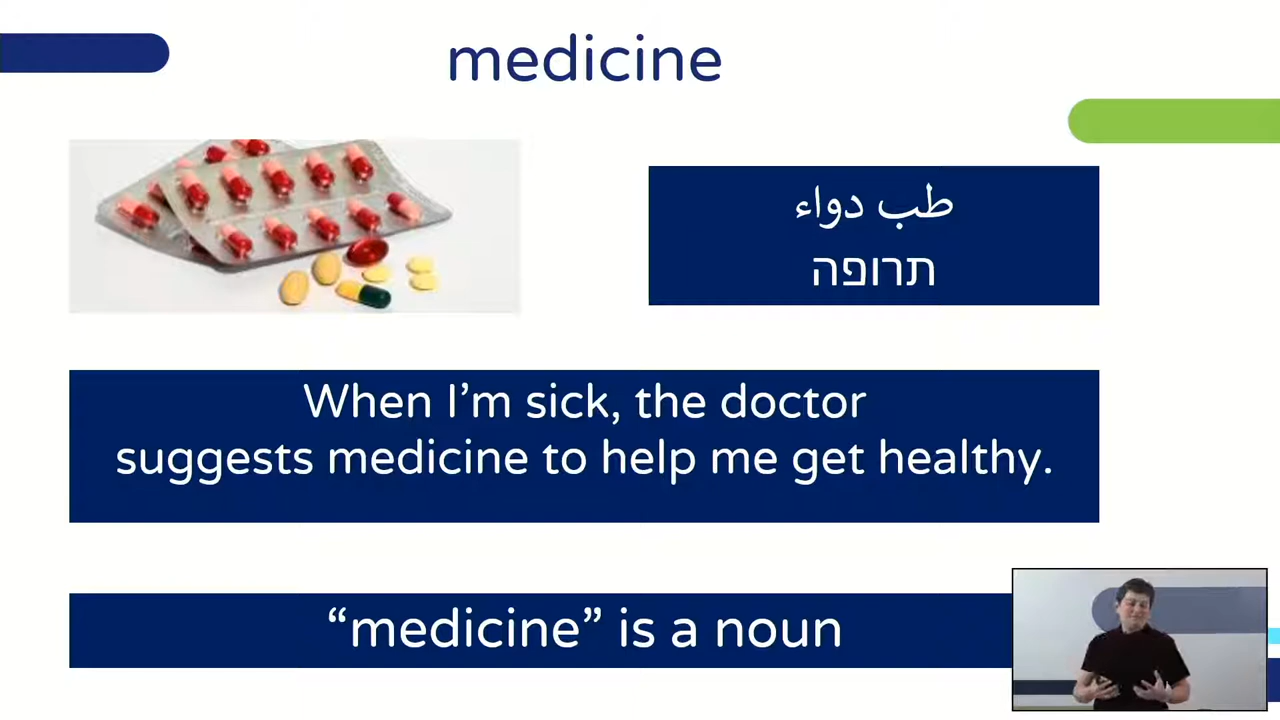 medicine
طب دواء
תרופה
When I’m sick, the doctor
suggests medicine to help me get healthy.
“medicine” is a noun